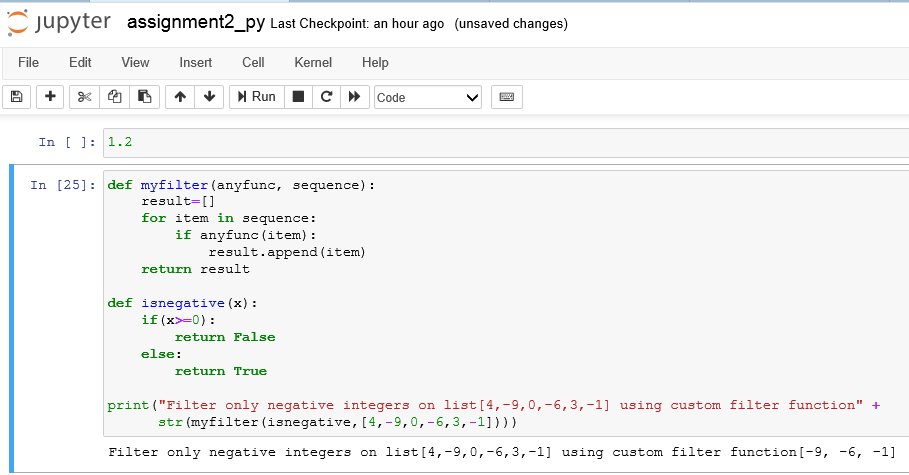 jupyter assignment2_py Last Checkpoint: an hour ago (unsaved changes)
File Edit View Insert Cell Kernel Help
Run Code
In [ ]: 1.2
In [25]: def myfilter(anyfunc, sequence):
    result=[]
    for item in sequence:
        if anyfunc(item):
            result.append(item)
    return result
def isnegative(x):
    if(x>=0):
        return False
    else:
        return True
print("Filter only negative integers on list[4,-9,0,-6,3,-1] using custom filter function" +
      str(myfilter(isnegative,[4,-9,0,-6,3,-1])))
Filter only negative integers on list[4,-9,0,-6,3,-1] using custom filter function[-9, -6, -1]